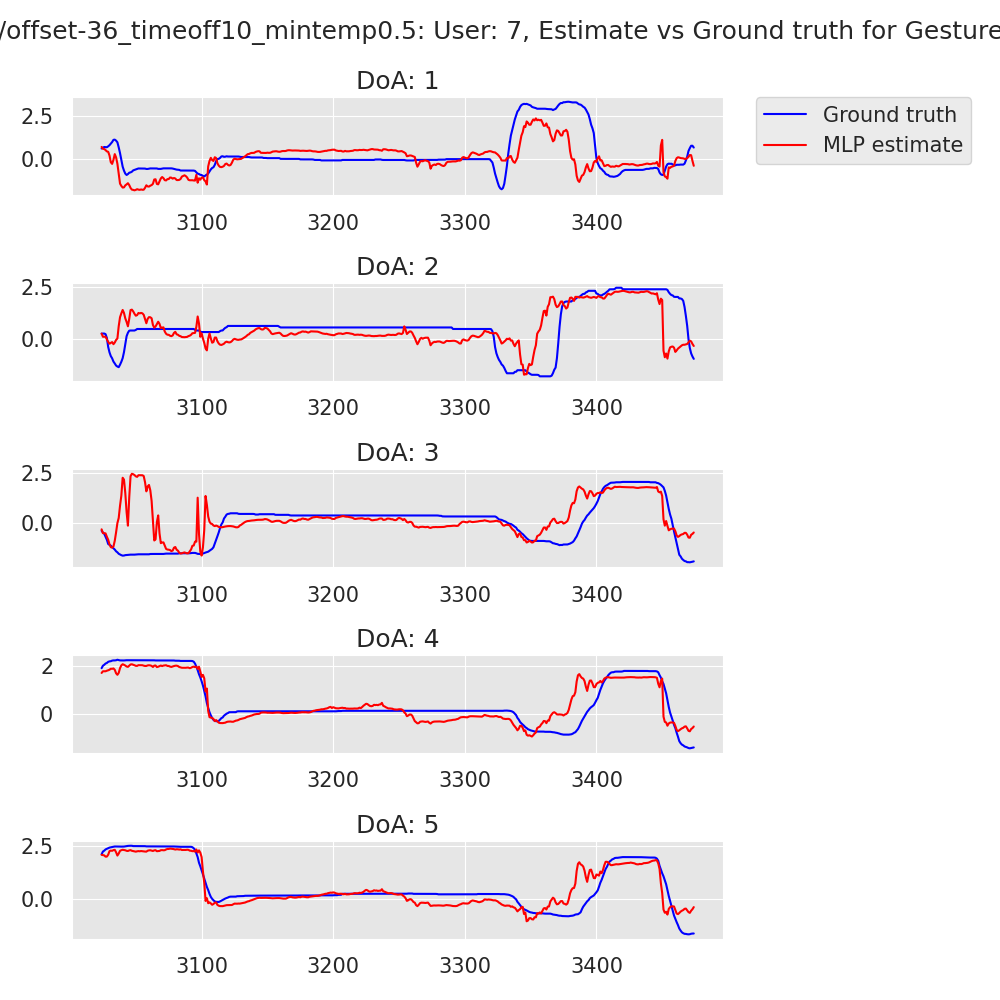 /offset-36_timeoff10_mintemp0.5: User: 7, Estimate vs Ground truth for Gesture
DoA: 1
Ground truth
MLP estimate
2.5
0.0
3100 3200 3300 3400
DoA: 2
2.5
0.0
3100 3200 3300 3400
DoA: 3
2.5
0.0
3100 3200 3300 3400
DoA: 4
2
0
3100 3200 3300 3400
DoA: 5
2.5
0.0
3100 3200 3300 3400